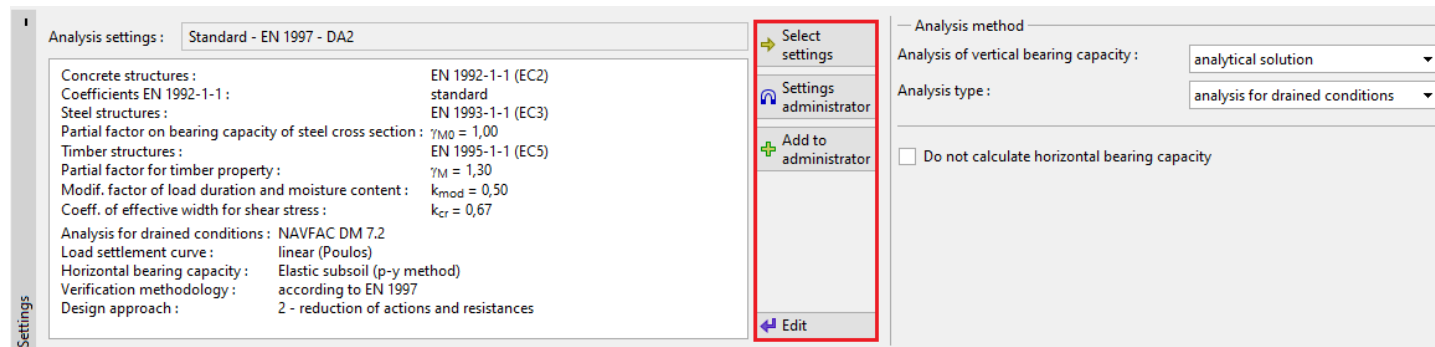 Analysis settings : Standard - EN 1997 - DA2
Concrete structures : EN 1992-1-1 (EC2)
Coefficients EN 1992-1-1 : standard
Steel structures : EN 1993-1-1 (EC3)
Partial factor on bearing capacity of steel cross section : γM0 = 1,00
Timber structures : EN 1995-1-1 (EC5)
Partial factor for timber property : γM = 1,30
Modif. factor of load duration and moisture content : kmod = 0,50
Coeff. of effective width for shear stress : kcr = 0,67
Analysis for drained conditions : NAVFAC DM 7.2
Load settlement curve : linear (Poulos)
Horizontal bearing capacity : Elastic subsoil (p-y method)
Verification methodology : according to EN 1997
Design approach : 2 - reduction of actions and resistances
Settings
Select
settings
Settings
administrator
Add to
administrator
Edit
Analysis method
Analysis of vertical bearing capacity : analytical solution
Analysis type : analysis for drained conditions
Do not calculate horizontal bearing capacity